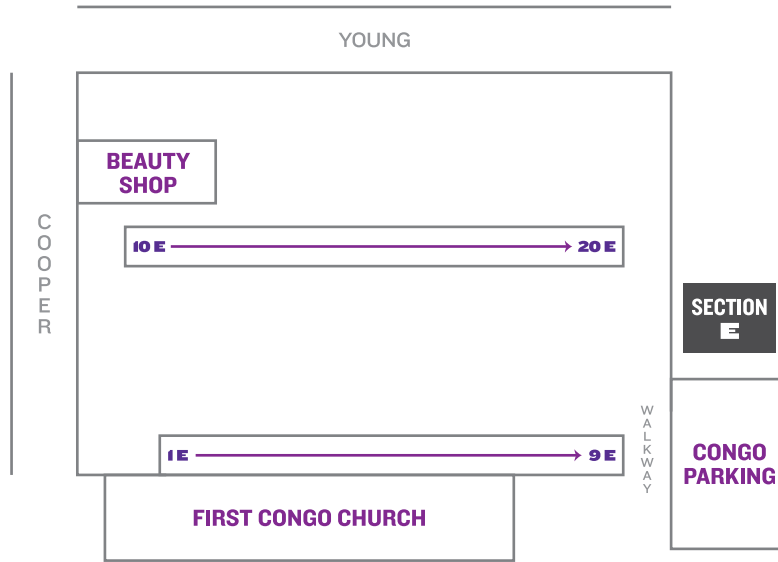 YOUNG
BEAUTY
SHOP
COOPER
10 E
20 E
SECTION
E
1 E
9 E
WALKWAY
CONGO
PARKING
FIRST CONGO CHURCH